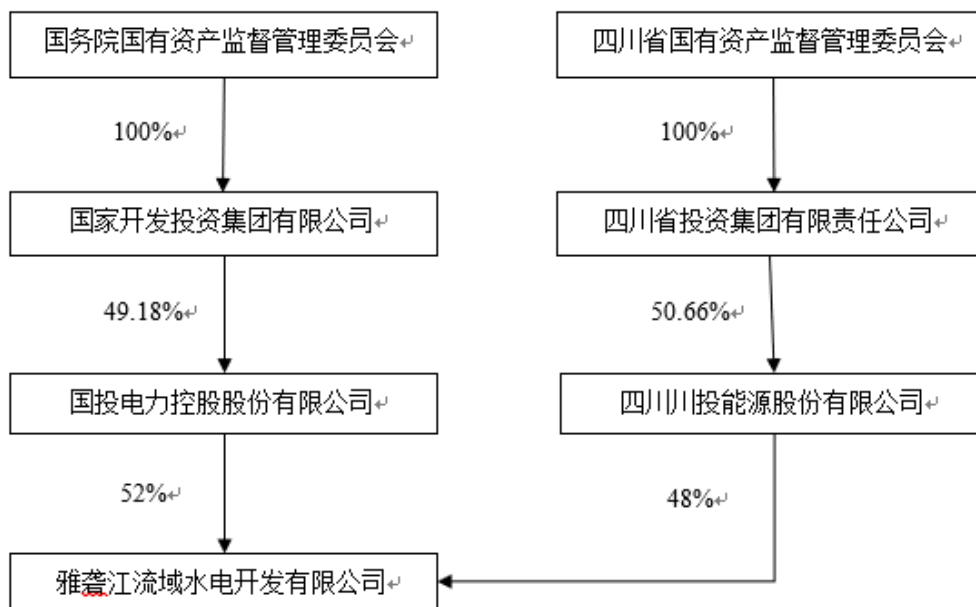 国务院国有资产监督管理委员会
四川省国有资产监督管理委员会
100%
100%
国家开发投资集团有限公司
四川省投资集团有限责任公司
49.18%
50.66%
国投电力控股股份有限公司
四川川投能源股份有限公司
52%
48%
雅砻江流域水电开发有限公司